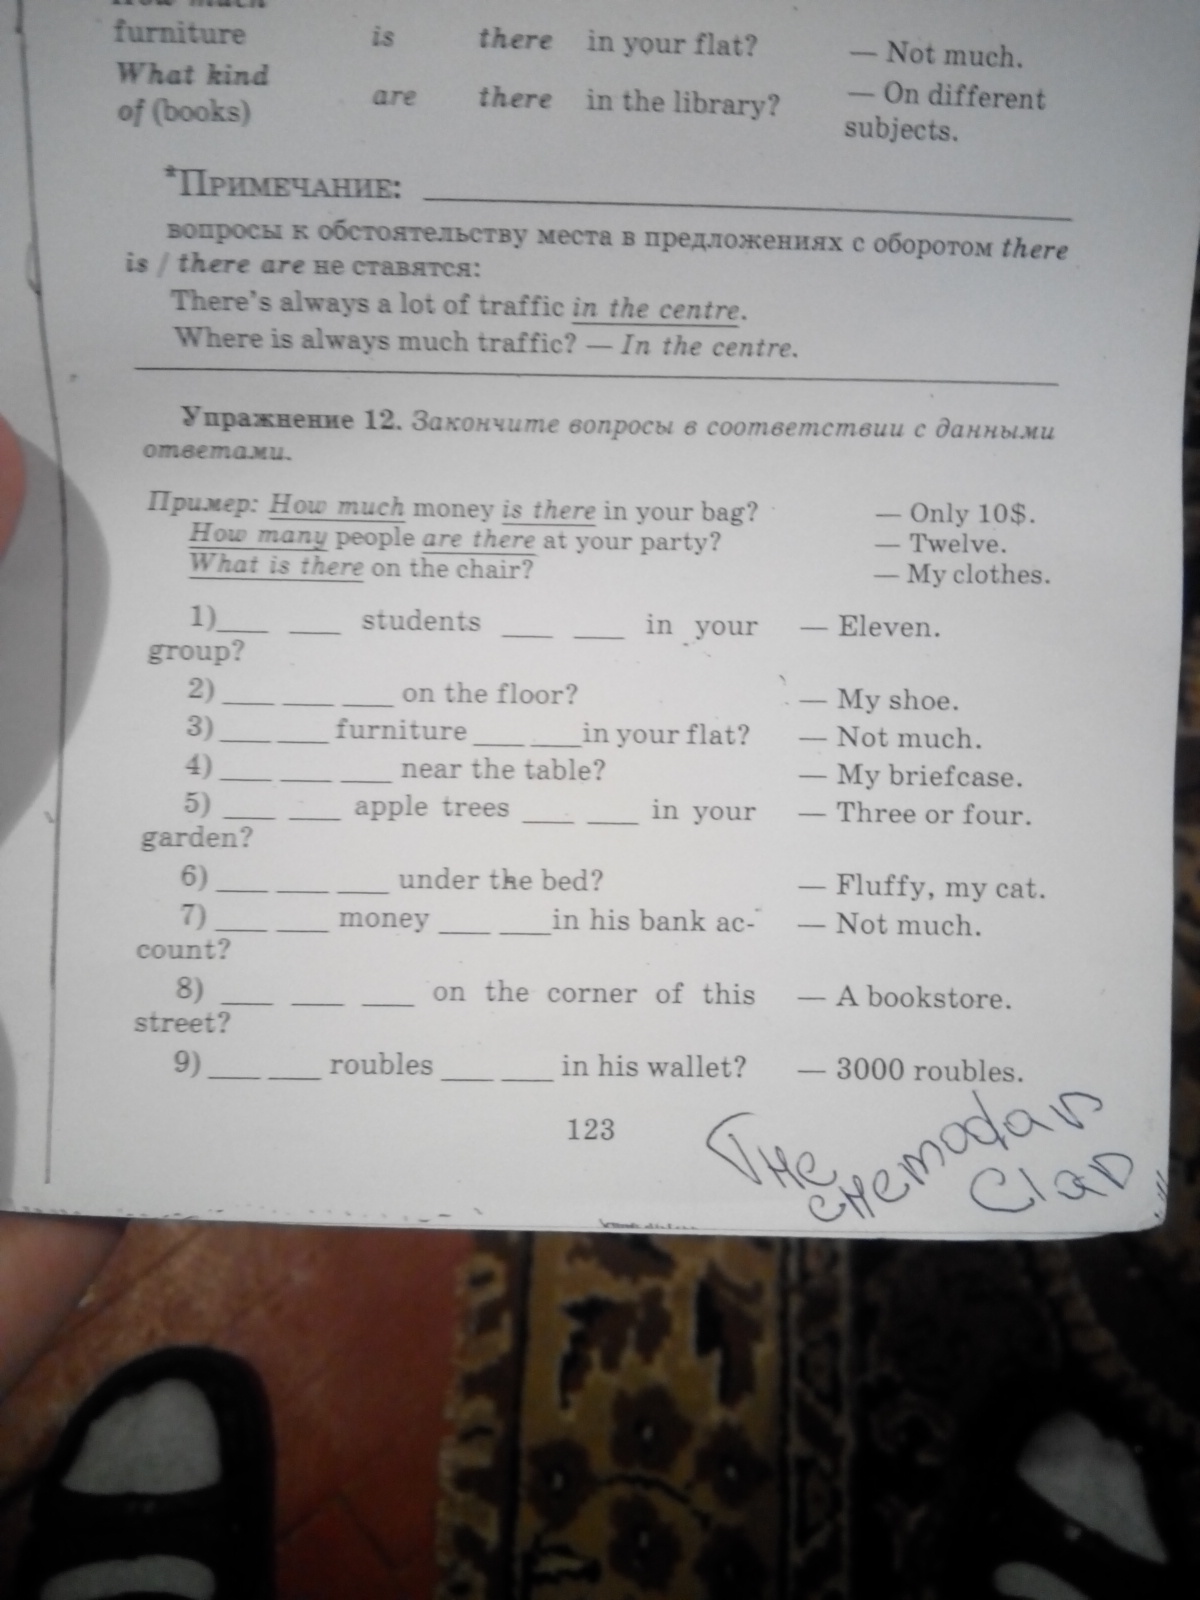 How much
furniture is there in your flat? — Not much.
What kind
of (books) are there in the library? — On different
subjects.
*ПРИМЕЧАНИЕ:
вопросы к обстоятельству места в предложениях с оборотом there
is / there are не ставятся:
There's always a lot of traffic in the centre.
Where is always much traffic? — In the centre.
Упражнение 12. Закончите вопросы в соответствии с данными
ответами.
Пример: How much money is there in your bag? — Only 10$.
How many people are there at your party? — Twelve.
What is there on the chair? — My clothes.
1)___ ___ students ___ ___ in your — Eleven.
group?
2) ___ ___ ___ on the floor? — My shoe.
3) ___ ___ furniture ___ ___ in your flat? — Not much.
4) ___ ___ ___ near the table? — My briefcase.
5) ___ ___ apple trees ___ ___ in your — Three or four.
garden?
6) ___ ___ ___ under the bed? — Fluffy, my cat.
7) ___ ___ money ___ ___ in his bank ac- — Not much.
count?
8) ___ ___ ___ on the corner of this — A bookstore.
street?
9) ___ ___ roubles ___ ___ in his wallet? — 3000 roubles.
123
The
chemodan
Clan